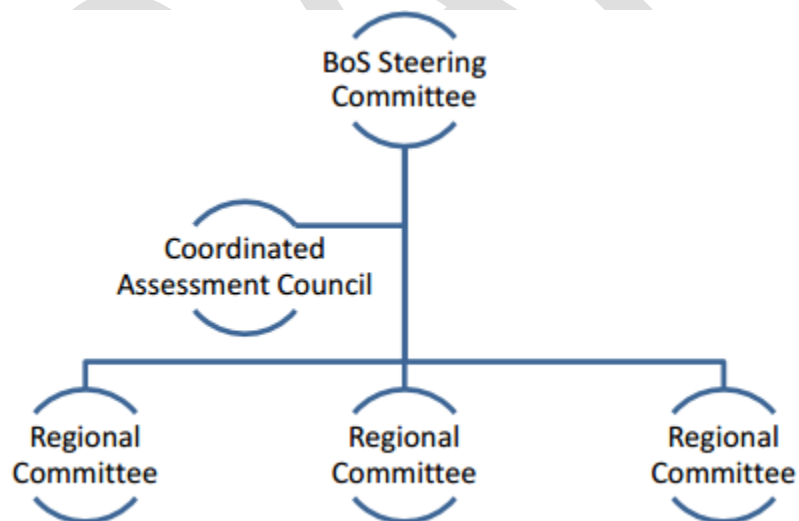 BoS Steering
Committee
Coordinated
Assessment Council
Regional
Committee
Regional
Committee
Regional
Committee